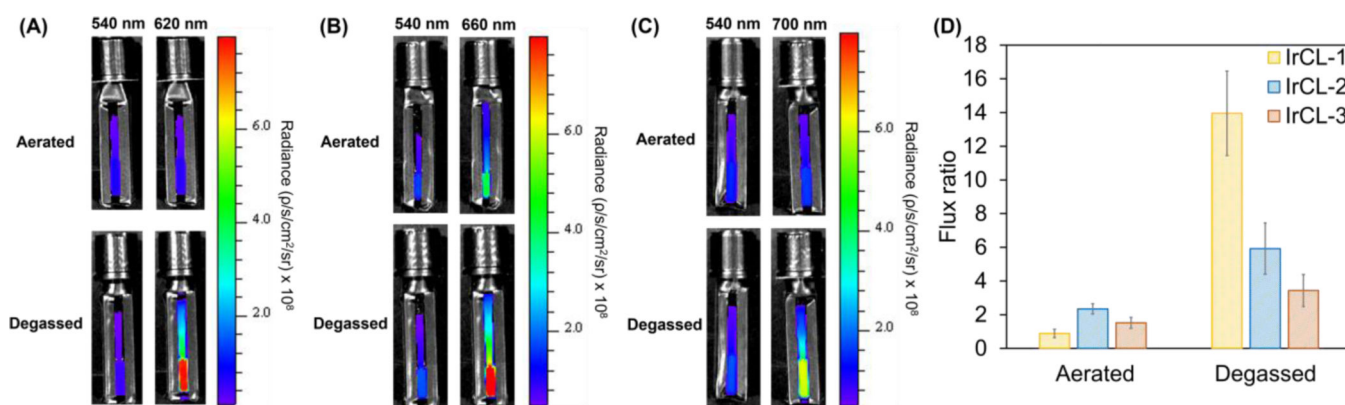 (A)
540 nm 620 nm
Aerated
Degassed
6.0
4.0
2.0
Radiance (ρ/s/cm²/sr) x 10⁸
(B)
540 nm 660 nm
Aerated
Degassed
6.0
4.0
2.0
Radiance (ρ/s/cm²/sr) x 10⁸
(C)
540 nm 700 nm
Aerated
Degassed
6.0
4.0
2.0
Radiance (ρ/s/cm²/sr) x 10⁸
(D)
Flux ratio
18
16
14
12
10
8
6
4
2
0
IrCL-1
IrCL-2
IrCL-3
Aerated Degassed